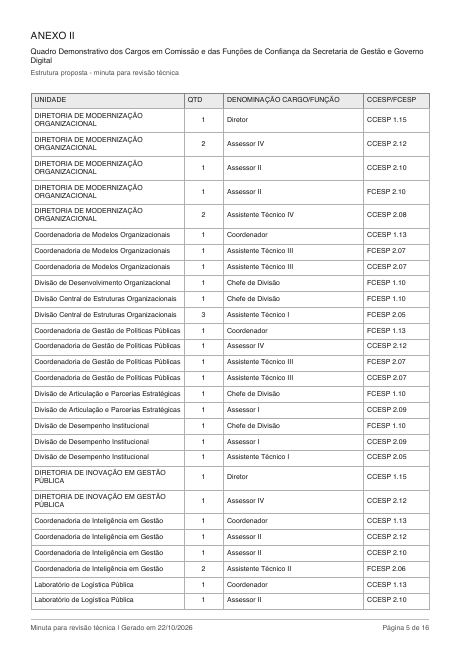 ANEXO II
Quadro Demonstrativo dos Cargos em Comissão e das Funções de Confiança da Secretaria de Gestão e Governo
Digital
Estrutura proposta - minuta para revisão técnica
UNIDADE QTD DENOMINAÇÃO CARGO/FUNÇÃO CCESP/FCESP
DIRETORIA DE MODERNIZAÇÃO
ORGANIZACIONAL 1 Diretor CCESP 1.15
DIRETORIA DE MODERNIZAÇÃO
ORGANIZACIONAL 2 Assessor IV CCESP 2.12
DIRETORIA DE MODERNIZAÇÃO
ORGANIZACIONAL 1 Assessor II CCESP 2.10
DIRETORIA DE MODERNIZAÇÃO
ORGANIZACIONAL 1 Assessor II FCESP 2.10
DIRETORIA DE MODERNIZAÇÃO
ORGANIZACIONAL 2 Assistente Técnico IV CCESP 2.08
Coordenadoria de Modelos Organizacionais 1 Coordenador CCESP 1.13
Coordenadoria de Modelos Organizacionais 1 Assistente Técnico III FCESP 2.07
Coordenadoria de Modelos Organizacionais 1 Assistente Técnico III CCESP 2.07
Divisão de Desenvolvimento Organizacional 1 Chefe de Divisão FCESP 1.10
Divisão Central de Estruturas Organizacionais 1 Chefe de Divisão FCESP 1.10
Divisão Central de Estruturas Organizacionais 3 Assistente Técnico I FCESP 2.05
Coordenadoria de Gestão de Políticas Públicas 1 Coordenador FCESP 1.13
Coordenadoria de Gestão de Políticas Públicas 1 Assessor IV CCESP 2.12
Coordenadoria de Gestão de Políticas Públicas 1 Assistente Técnico III FCESP 2.07
Coordenadoria de Gestão de Políticas Públicas 1 Assistente Técnico III CCESP 2.07
Divisão de Articulação e Parcerias Estratégicas 1 Chefe de Divisão FCESP 1.10
Divisão de Articulação e Parcerias Estratégicas 1 Assessor I CCESP 2.09
Divisão de Desempenho Institucional 1 Chefe de Divisão FCESP 1.10
Divisão de Desempenho Institucional 1 Assessor I CCESP 2.09
Divisão de Desempenho Institucional 1 Assistente Técnico I CCESP 2.05
DIRETORIA DE INOVAÇÃO EM GESTÃO
PÚBLICA 1 Diretor CCESP 1.15
DIRETORIA DE INOVAÇÃO EM GESTÃO
PÚBLICA 1 Assessor IV CCESP 2.12
Coordenadoria de Inteligência em Gestão 1 Coordenador CCESP 1.13
Coordenadoria de Inteligência em Gestão 1 Assessor II CCESP 2.12
Coordenadoria de Inteligência em Gestão 1 Assessor II CCESP 2.10
Coordenadoria de Inteligência em Gestão 2 Assistente Técnico II FCESP 2.06
Laboratório de Logística Pública 1 Coordenador CCESP 1.13
Laboratório de Logística Pública 1 Assessor II CCESP 2.10
Minuta para revisão técnica I Gerado em 22/10/2026 Página 5 de 16